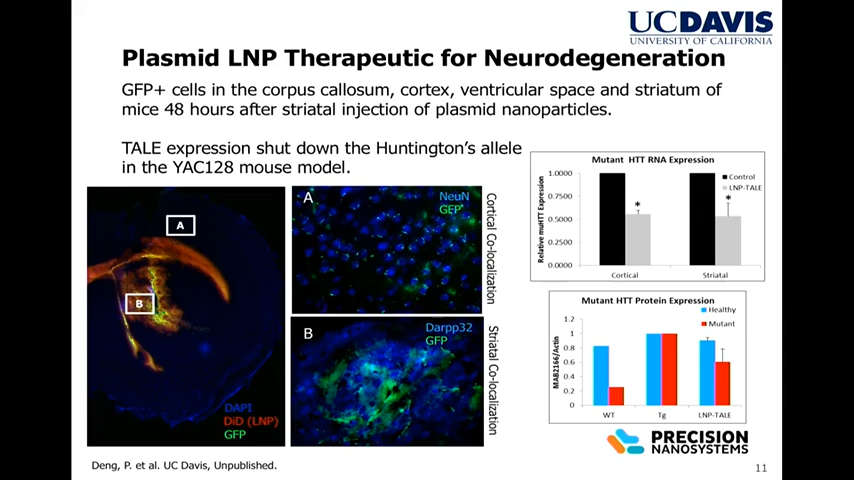 UCDAVIS
UNIVERSITY OF CALIFORNIA
Plasmid LNP Therapeutic for Neurodegeneration
GFP+ cells in the corpus callosum, cortex, ventricular space and striatum of
mice 48 hours after striatal injection of plasmid nanoparticles.
TALE expression shut down the Huntington's allele
in the YAC128 mouse model.
A
B
DAPI
DiD (LNP)
GFP
A
NeuN
GFP
Cortical Co-localization
B
Darpp32
GFP
Striatal Co-localization
Mutant HTT RNA Expression
Relative muHTT Expression
1.0000
0.7500
0.5000
0.2500
0.0000
*
*
Control
LNP-TALE
Cortical
Striatal
Mutant HTT Protein Expression
MAB2166/Actin
1.2
1
0.8
0.6
0.4
0.2
0
Healthy
Mutant
WT
Tg
LNP-TALE
PRECISION
NANOSYSTEMS
Deng, P. et al. UC Davis, Unpublished.
11